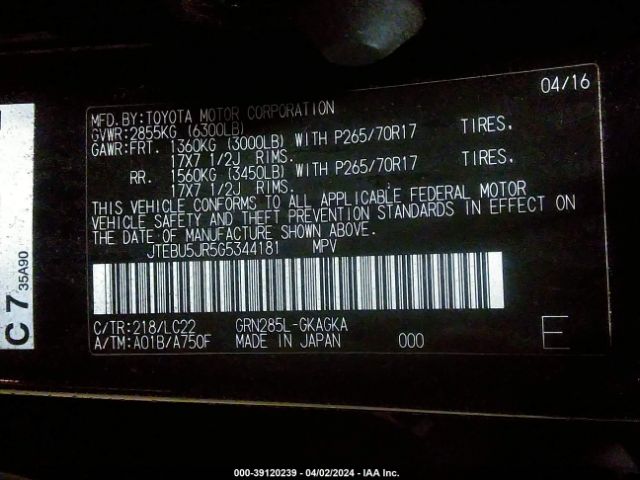 04/16
MFD.BY:TOYOTA MOTOR CORPORATION
GVWR:2855KG (6300LB)
GAWR:FRT. 1360KG (3000LB) WITH P265/70R17 TIRES,
17X7 1/2J RIMS.
RR. 1560KG (3450LB) WITH P265/70R17 TIRES,
17X7 1/2J RIMS.
THIS VEHICLE CONFORMS TO ALL APPLICABLE FEDERAL MOTOR
VEHICLE SAFETY AND THEFT PREVENTION STANDARDS IN EFFECT ON
THE DATE OF MANUFACTURE SHOWN ABOVE.
JTEBU5JR5G5344181 MPV
C/TR:218/LC22 GRN285L-GKAGKA
A/TM:A01B/A750F MADE IN JAPAN 000 E
C 7 35A90
000-39120239 - 04/02/2024 - IAA Inc.